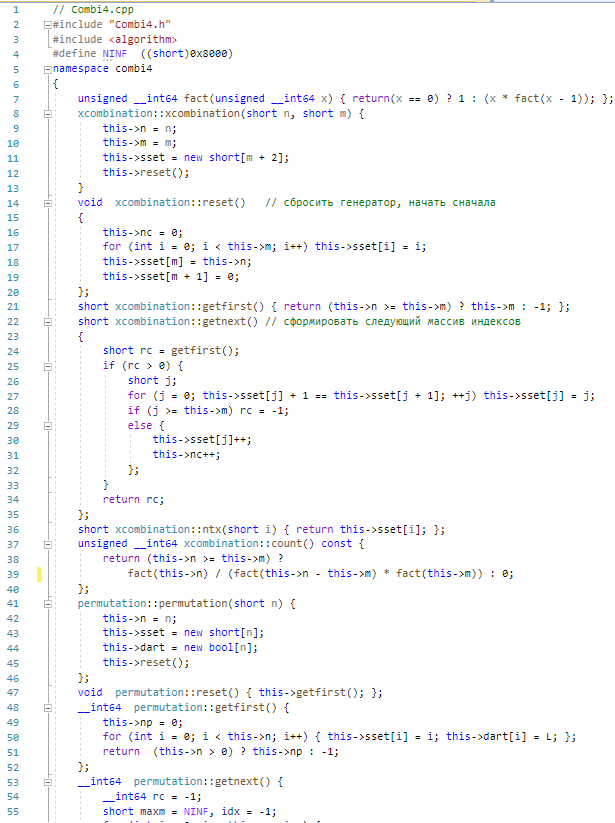 1 // Combi4.cpp
2 #include "Combi4.h"
3 #include <algorithm>
4 #define NINF ((short)0x8000)
5 namespace combi4
6 {
7 unsigned __int64 fact(unsigned __int64 x) { return(x == 0) ? 1 : (x * fact(x - 1)); };
8 xcombination::xcombination(short n, short m) {
9 this->n = n;
10 this->m = m;
11 this->sset = new short[m + 2];
12 this->reset();
13 }
14 void xcombination::reset() // сбросить генератор, начать сначала
15 {
16 this->nc = 0;
17 for (int i = 0; i < this->m; i++) this->sset[i] = i;
18 this->sset[m] = this->n;
19 this->sset[m + 1] = 0;
20 };
21 short xcombination::getfirst() { return (this->n >= this->m) ? this->m : -1; };
22 short xcombination::getnext() // сформировать следующий массив индексов
23 {
24 short rc = getfirst();
25 if (rc > 0) {
26 short j;
27 for (j = 0; this->sset[j] + 1 == this->sset[j + 1]; ++j) this->sset[j] = j;
28 if (j >= this->m) rc = -1;
29 else {
30 this->sset[j]++;
31 this->nc++;
32 };
33 }
34 return rc;
35 };
36 short xcombination::ntx(short i) { return this->sset[i]; };
37 unsigned __int64 xcombination::count() const {
38 return (this->n >= this->m) ?
39 fact(this->n) / (fact(this->n - this->m) * fact(this->m)) : 0;
40 };
41 permutation::permutation(short n) {
42 this->n = n;
43 this->sset = new short[n];
44 this->dart = new bool[n];
45 this->reset();
46 };
47 void permutation::reset() { this->getfirst(); };
48 __int64 permutation::getfirst() {
49 this->np = 0;
50 for (int i = 0; i < this->n; i++) { this->sset[i] = i; this->dart[i] = L; };
51 return (this->n > 0) ? this->np : -1;
52 };
53 __int64 permutation::getnext() {
54 __int64 rc = -1;
55 short maxm = NINF, idx = -1;